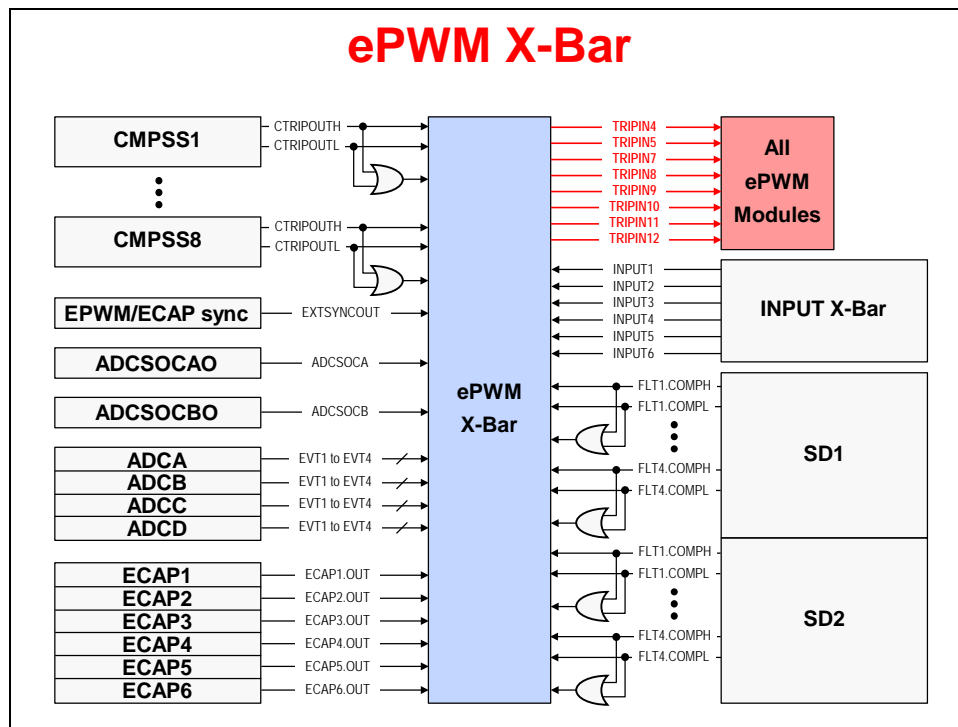 ePWM X-Bar
CMPSS1
CTRIPOUTH
CTRIPOUTL
CMPSS8
CTRIPOUTH
CTRIPOUTL
EPWM/ECAP sync
EXTSYNCOUT
ADCSOCAO
ADCSOCA
ADCSOCBO
ADCSOCB
ADCA
EVT1 to EVT4
ADCB
EVT1 to EVT4
ADCC
EVT1 to EVT4
ADCD
EVT1 to EVT4
ECAP1
ECAP1.OUT
ECAP2
ECAP2.OUT
ECAP3
ECAP3.OUT
ECAP4
ECAP4.OUT
ECAP5
ECAP5.OUT
ECAP6
ECAP6.OUT
ePWM
X-Bar
TRIPIN4
TRIPIN5
TRIPIN7
TRIPIN8
TRIPIN9
TRIPIN10
TRIPIN11
TRIPIN12
All
ePWM
Modules
INPUT1
INPUT2
INPUT3
INPUT4
INPUT5
INPUT6
INPUT X-Bar
FLT1.COMPH
FLT1.COMPL
FLT4.COMPH
FLT4.COMPL
SD1
FLT1.COMPH
FLT1.COMPL
FLT4.COMPH
FLT4.COMPL
SD2